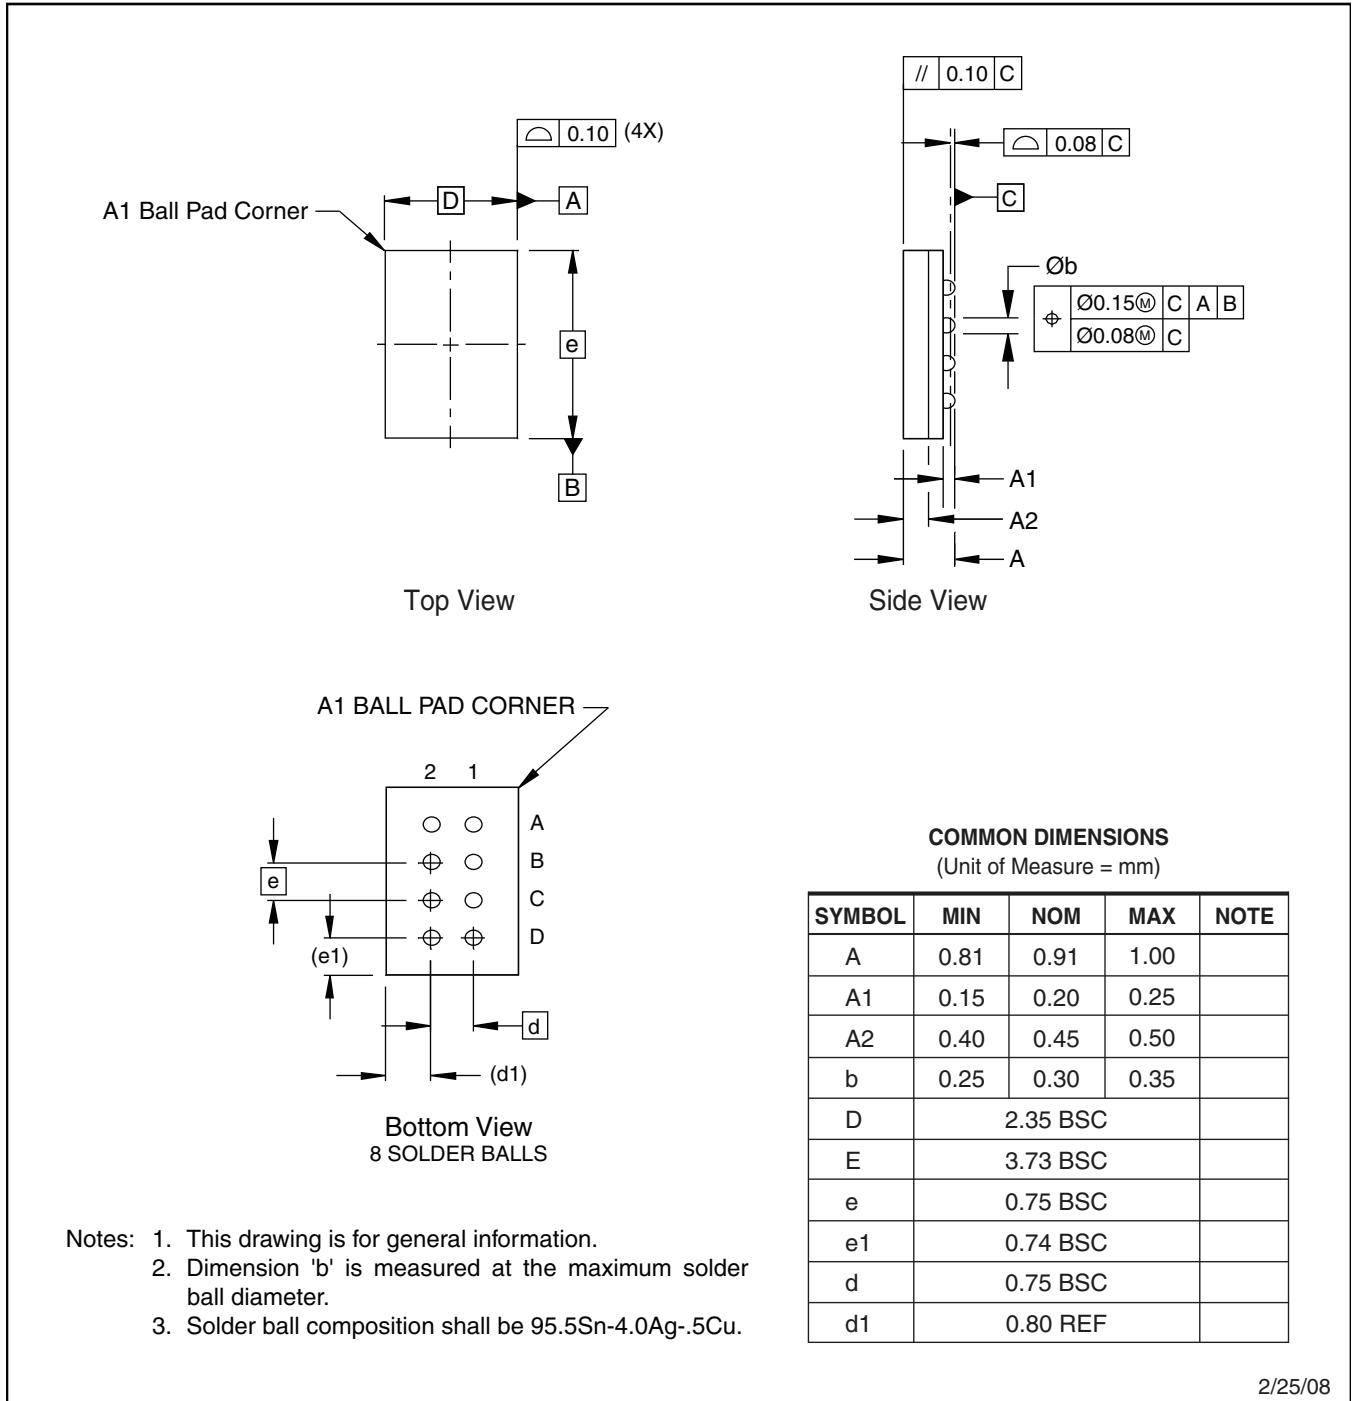 // 0.10 C
⌓ 0.10 (4X)
⌓ 0.08 C
D A
C
A1 Ball Pad Corner
Øb
⌖ Ø0.15Ⓜ C A B
Ø0.08Ⓜ C
e
B
A1
A2
A
Top View
Side View
A1 BALL PAD CORNER
2 1
A
B
e
C
D
(e1)
d
(d1)
Bottom View
8 SOLDER BALLS
COMMON DIMENSIONS
(Unit of Measure = mm)
SYMBOL MIN NOM MAX NOTE
A 0.81 0.91 1.00
A1 0.15 0.20 0.25
A2 0.40 0.45 0.50
b 0.25 0.30 0.35
D 2.35 BSC
E 3.73 BSC
e 0.75 BSC
e1 0.74 BSC
d 0.75 BSC
d1 0.80 REF
Notes: 1. This drawing is for general information.
2. Dimension 'b' is measured at the maximum solder
ball diameter.
3. Solder ball composition shall be 95.5Sn-4.0Ag-.5Cu.
2/25/08